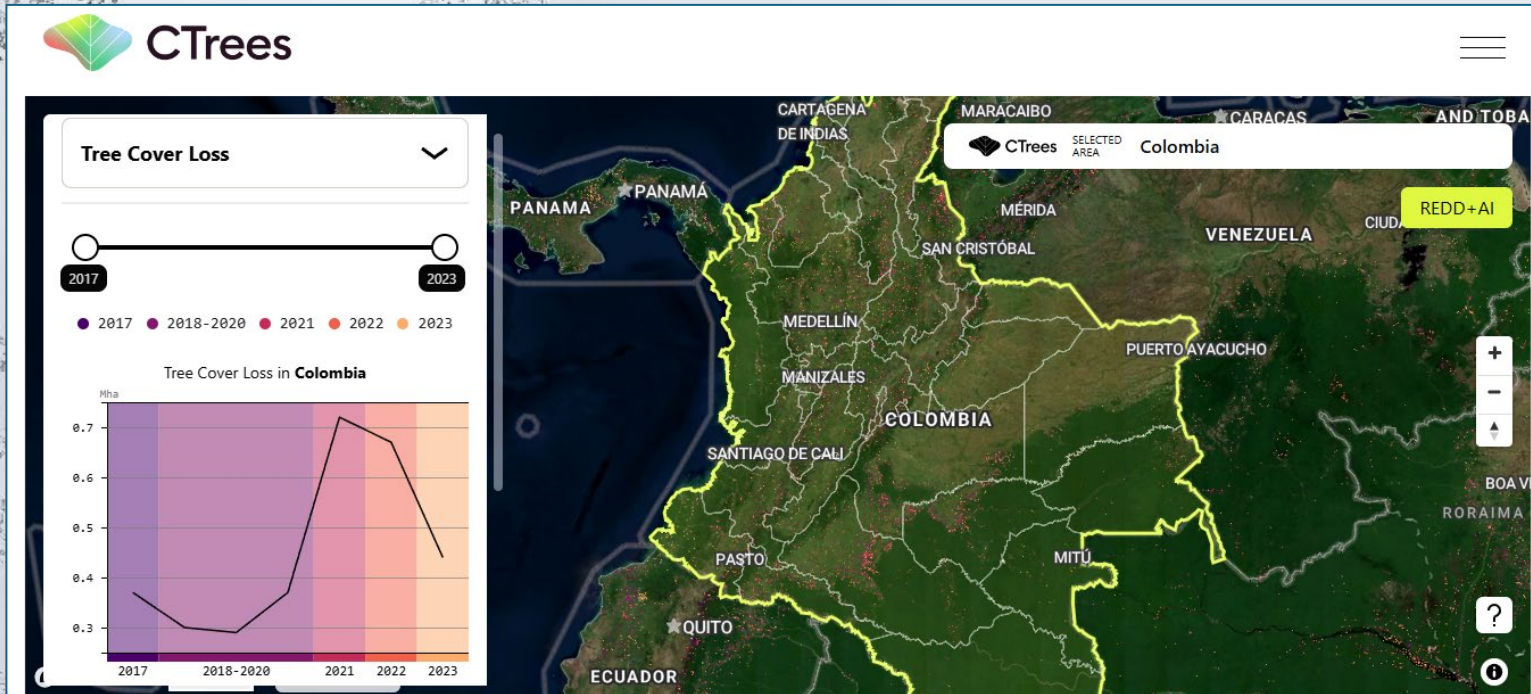 CTrees
Tree Cover Loss
2017
2023
2017 2018-2020 2021 2022 2023
Tree Cover Loss in Colombia
Mha
0.7
0.6
0.5
0.4
0.3
2017 2018-2020 2021 2022 2023
CARTAGENA
DE INDIAS
MARACAIBO
CARACAS
AND TOBA
CTrees
SELECTED
AREA
Colombia
REDD+AI
PANAMÁ
PANAMA
MÉRIDA
CIUD
VENEZUELA
SAN CRISTÓBAL
MEDELLÍN
PUERTO AYACUCHO
MANIZALES
COLOMBIA
SANTIAGO DE CALI
BOA VI
RORAIMA
PASTO
MITÚ
QUITO
ECUADOR
+
−
?
i